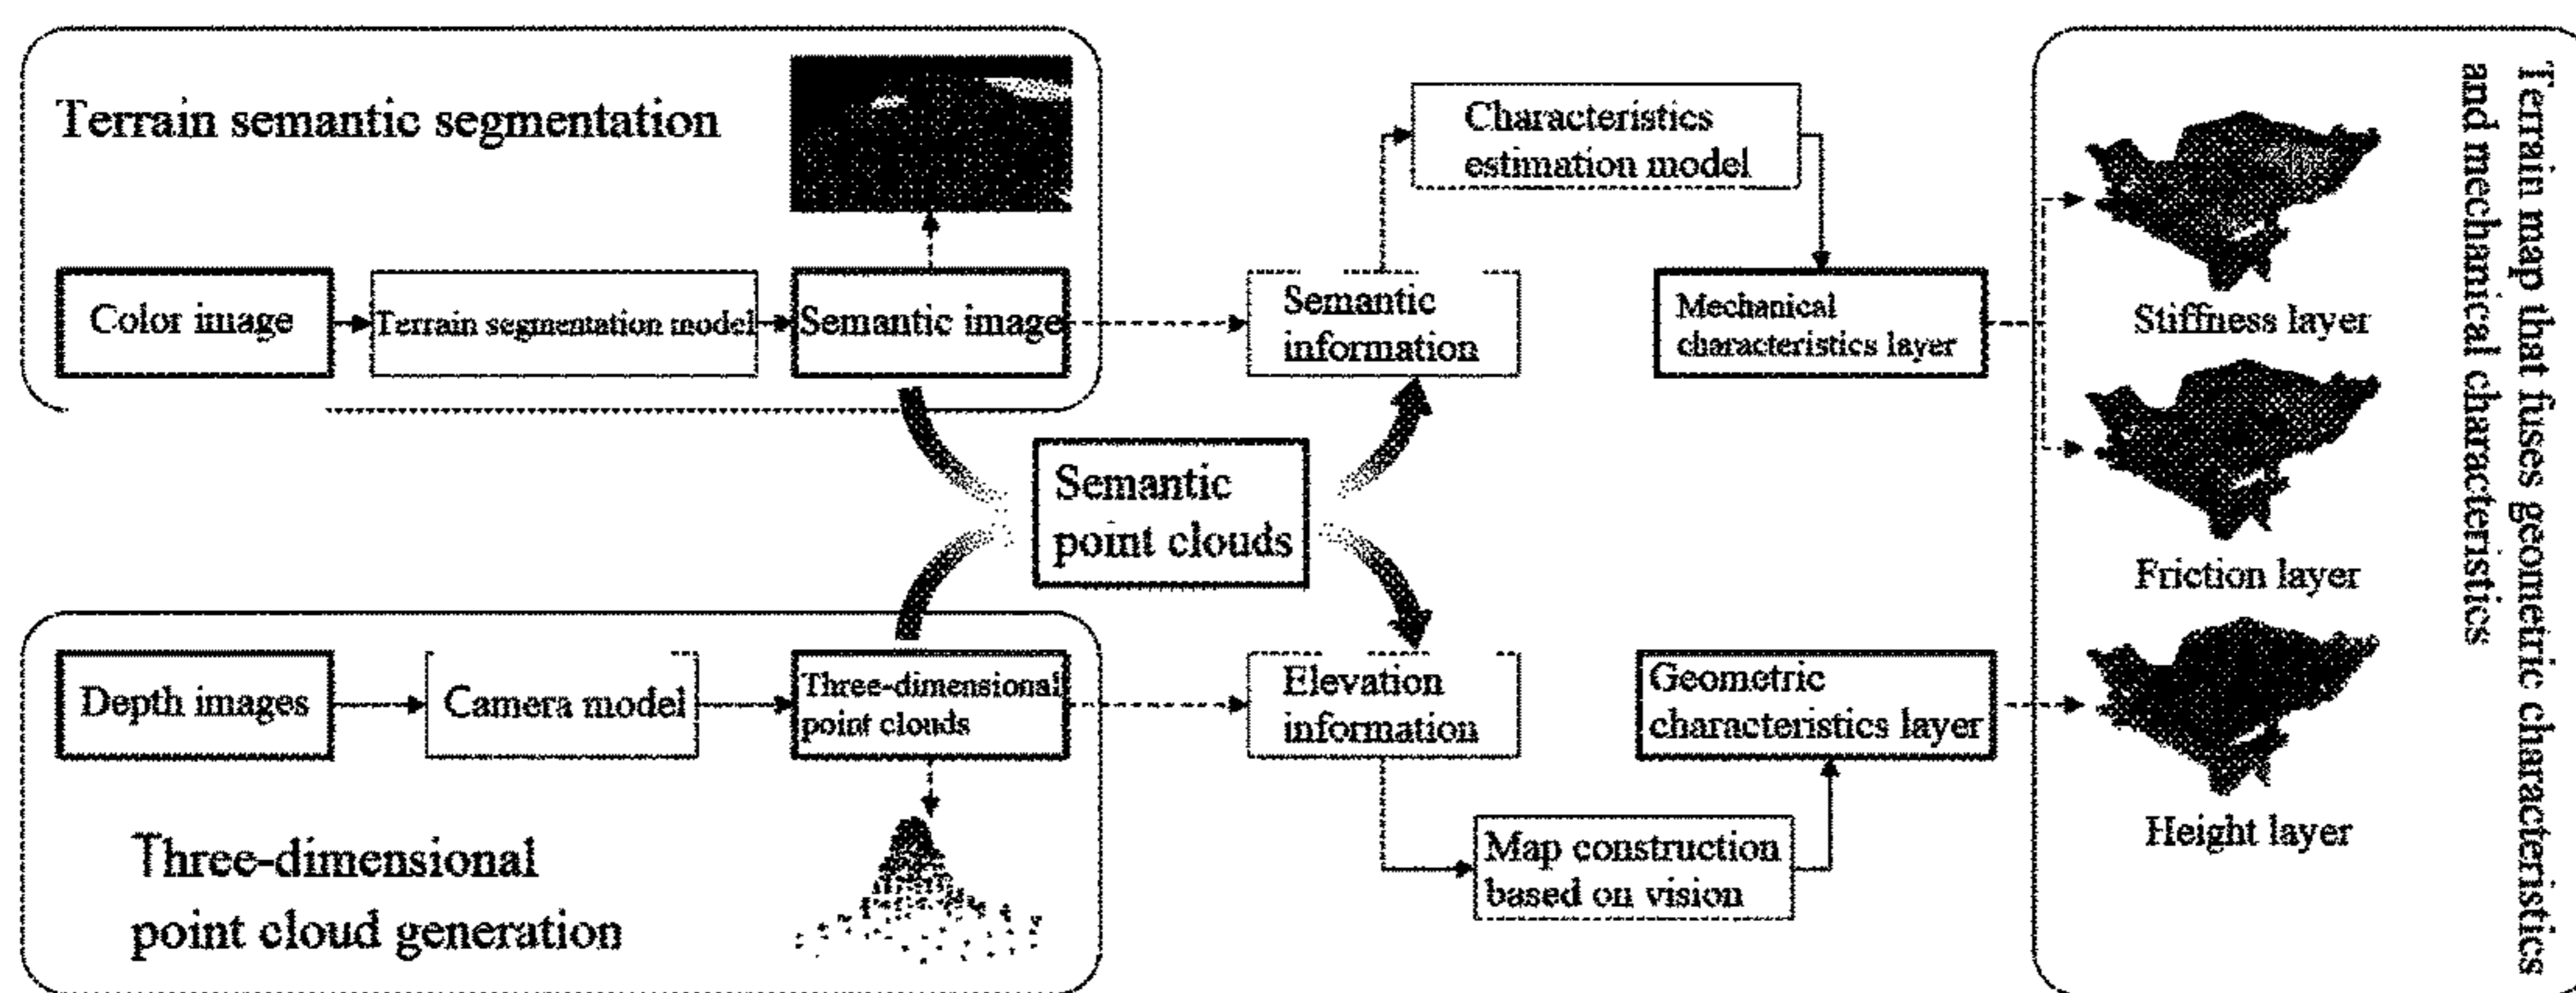 Terrain semantic segmentation
Color image
Terrain segmentation model
Semantic image
Semantic
information
Characteristics
estimation model
Mechanical
characteristics layer
Semantic
point clouds
Depth images
Camera model
Three-dimensional
point clouds
Elevation
information
Geometric
characteristics layer
Map construction
based on vision
Three-dimensional
point cloud generation
Stiffness layer
Friction layer
Height layer
Terrain map that fuses geometric characteristics
and mechanical characteristics